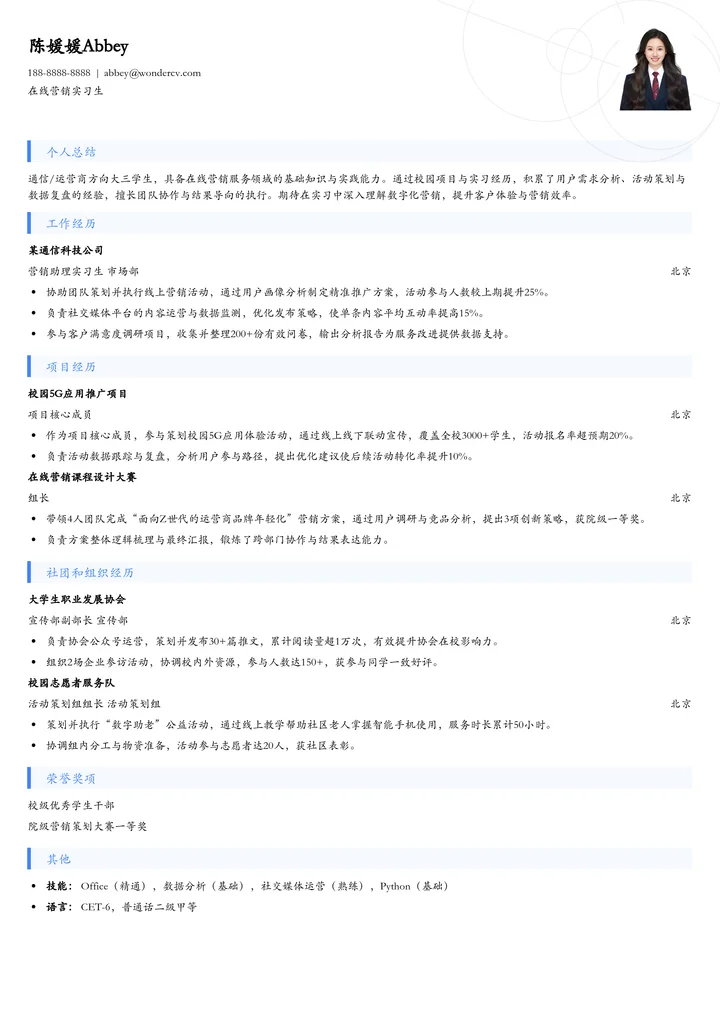 陈媛媛Abbey
188-8888-8888 | abbey@wondercv.com
在线营销实习生
个人总结
通信/运营商方向大三学生，具备在线营销服务领域的基础知识与实践能力。通过校园项目与实习经历，积累了用户需求分析、活动策划与
数据复盘的经验，擅长团队协作与结果导向的执行。期待在实习中深入理解数字化营销，提升客户体验与营销效率。
工作经历
某通信科技公司
营销助理实习生 市场部 北京
• 协助团队策划并执行线上营销活动，通过用户画像分析制定精准推广方案，活动参与人数较上期提升25%。
• 负责社交媒体平台的内容运营与数据监测，优化发布策略，使单条内容平均互动率提高15%。
• 参与客户满意度调研项目，收集并整理200+份有效问卷，输出分析报告为服务改进提供数据支持。
项目经历
校园5G应用推广项目
项目核心成员 北京
• 作为项目核心成员，参与策划校园5G应用体验活动，通过线上线下联动宣传，覆盖全校3000+学生，活动报名率超预期20%。
• 负责活动数据跟踪与复盘，分析用户参与路径，提出优化建议使后续活动转化率提升10%。
在线营销课程设计大赛
组长 北京
• 带领4人团队完成“面向Z世代的运营商品牌年轻化”营销方案，通过用户调研与竞品分析，提出3项创新策略，获院级一等奖。
• 负责方案整体逻辑梳理与最终汇报，锻炼了跨部门协作与结果表达能力。
社团和组织经历
大学生职业发展协会
宣传部副部长 宣传部 北京
• 负责协会公众号运营，策划并发布30+篇推文，累计阅读量超1万次，有效提升协会在校影响力。
• 组织2场企业参访活动，协调校内外资源，参与人数达150+，获参与同学一致好评。
校园志愿者服务队
活动策划组组长 活动策划组 北京
• 策划并执行“数字助老”公益活动，通过线上教学帮助社区老人掌握智能手机使用，服务时长累计50小时。
• 协调组内分工与物资准备，活动参与志愿者达20人，获社区表彰。
荣誉奖项
校级优秀学生干部
院级营销策划大赛一等奖
其他
• 技能： Office（精通），数据分析（基础），社交媒体运营（熟练），Python（基础）
• 语言： CET-6，普通话二级甲等